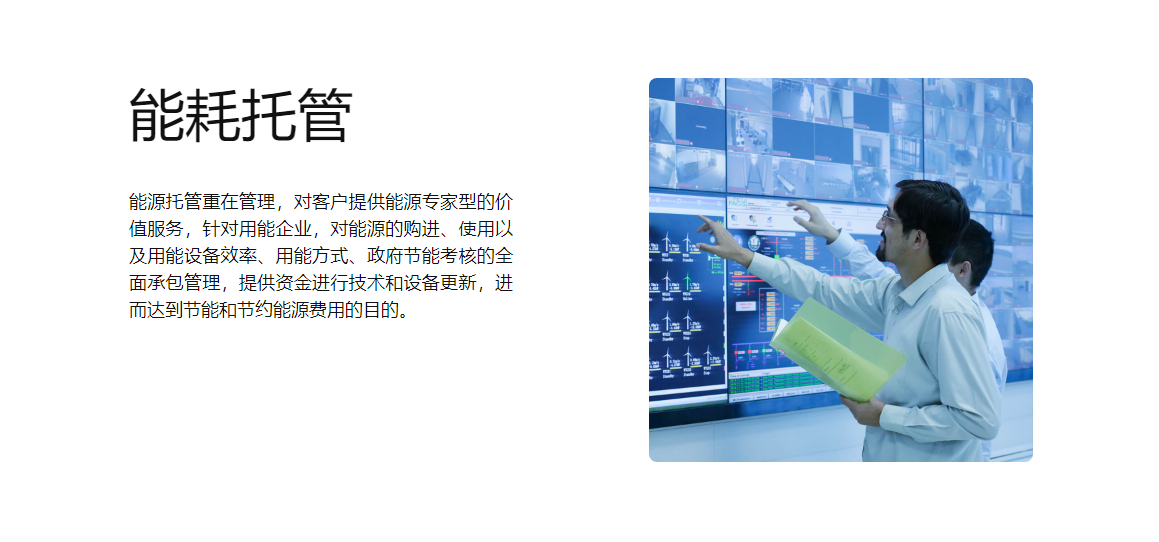 能耗托管
能源托管重在管理，对客户提供能源专家型的价
值服务，针对用能企业，对能源的购进、使用以
及用能设备效率、用能方式、政府节能考核的全
面承包管理，提供资金进行技术和设备更新，进
而达到节能和节约能源费用的目的。